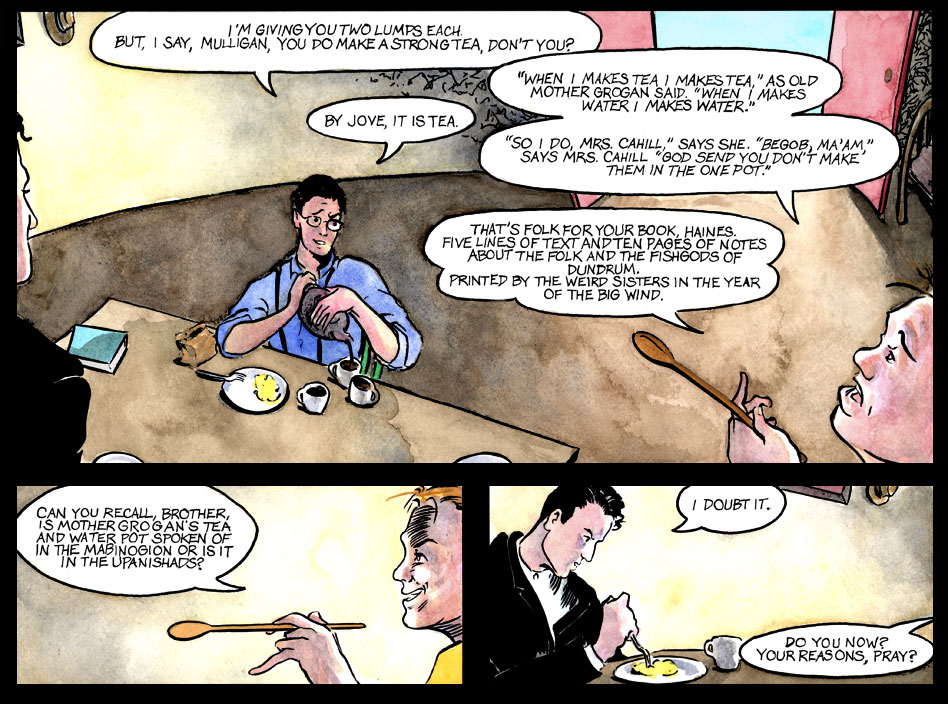 I'M GIVING YOU TWO LUMPS EACH.
BUT, I SAY, MULLIGAN, YOU DO MAKE A STRONG TEA, DON'T YOU?
BY JOVE, IT IS TEA.
"WHEN I MAKES TEA I MAKES TEA," AS OLD
MOTHER GROGAN SAID. "WHEN I MAKES
WATER I MAKES WATER."
"SO I DO, MRS. CAHILL," SAYS SHE. "BEGOB, MA'AM,"
SAYS MRS. CAHILL "GOD SEND YOU DON'T MAKE
THEM IN THE ONE POT."
THAT'S FOLK FOR YOUR BOOK, HAINES.
FIVE LINES OF TEXT AND TEN PAGES OF NOTES
ABOUT THE FOLK AND THE FISHGODS OF
DUNDRUM.
PRINTED BY THE WEIRD SISTERS IN THE YEAR
OF THE BIG WIND.
CAN YOU RECALL, BROTHER,
IS MOTHER GROGAN'S TEA
AND WATER POT SPOKEN OF
IN THE MABINOGION OR IS IT
IN THE UPANISHADS?
I DOUBT IT.
DO YOU NOW?
YOUR REASONS, PRAY?